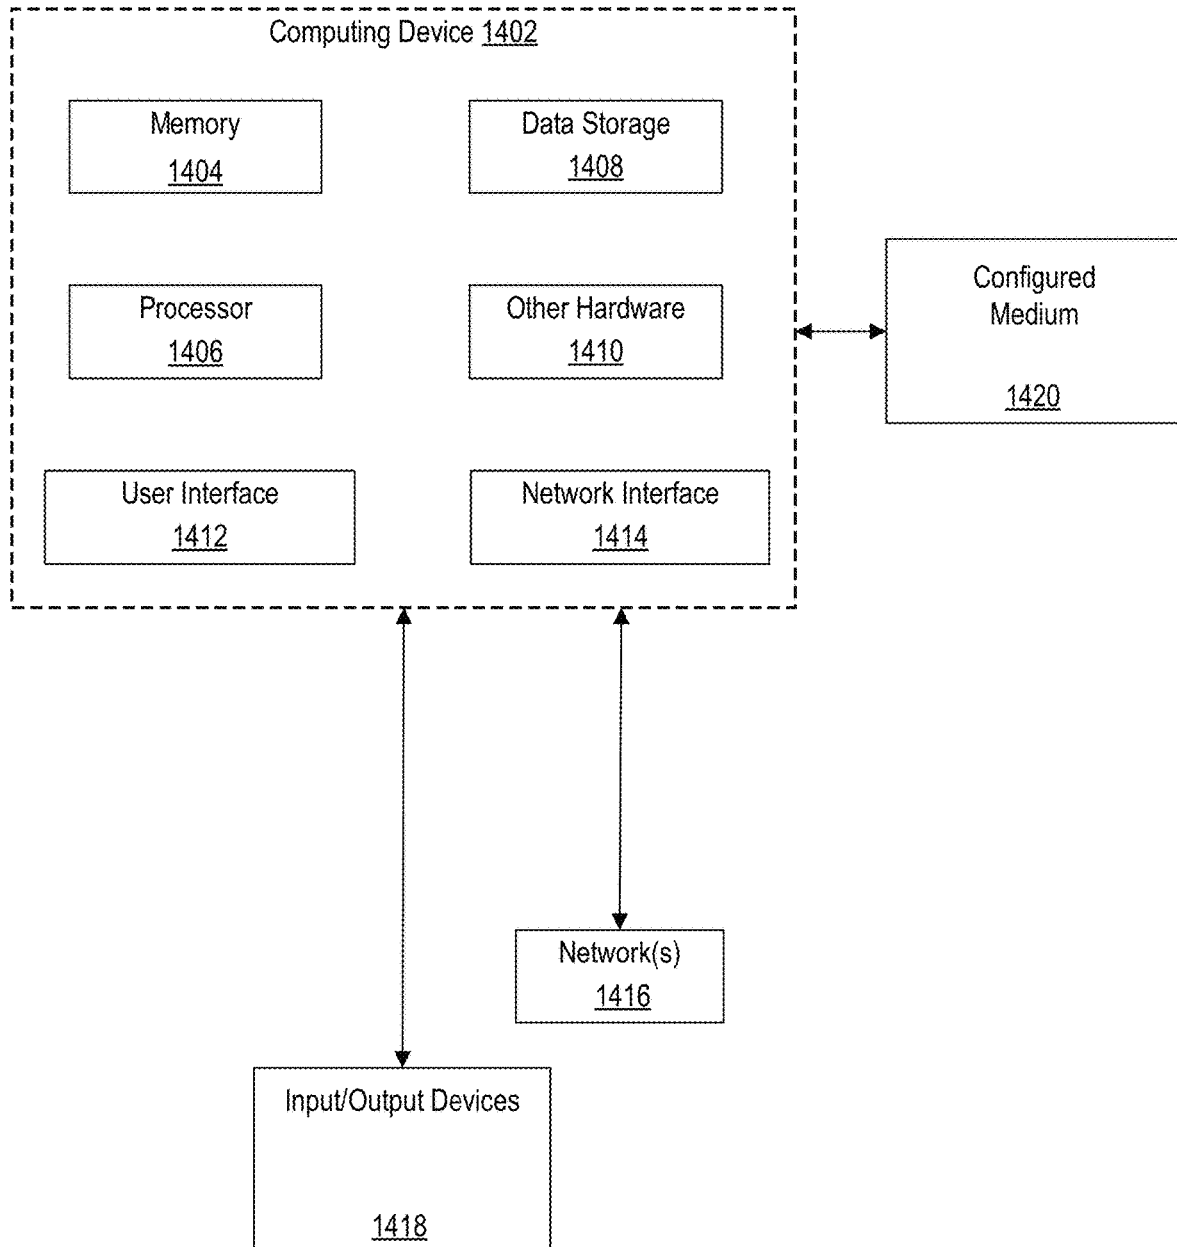 Computing Device 1402
Memory
1404
Data Storage
1408
Processor
1406
Other Hardware
1410
Configured
Medium
1420
User Interface
1412
Network Interface
1414
Network(s)
1416
Input/Output Devices
1418